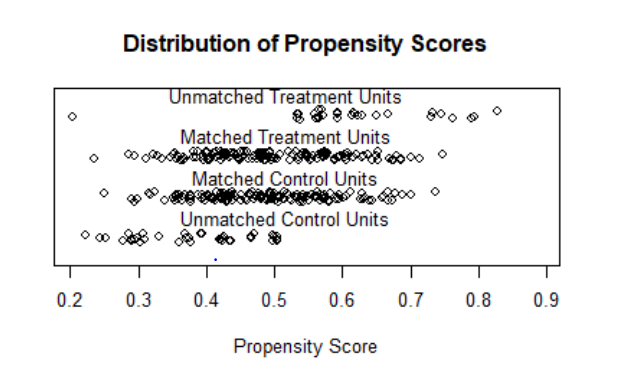 Distribution of Propensity Scores
Unmatched Treatment Units
Matched Treatment Units
Matched Control Units
Unmatched Control Units
0.2 0.3 0.4 0.5 0.6 0.7 0.8 0.9
Propensity Score